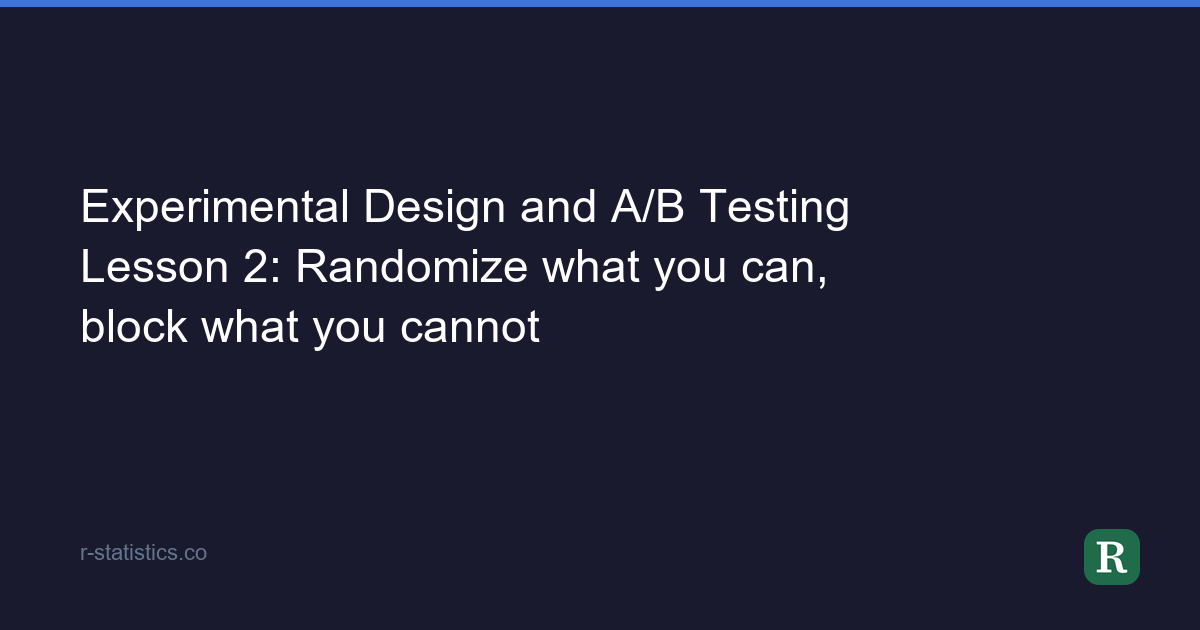 Experimental Design and A/B Testing
Lesson 2: Randomize what you can,
block what you cannot
r-statistics.co
R